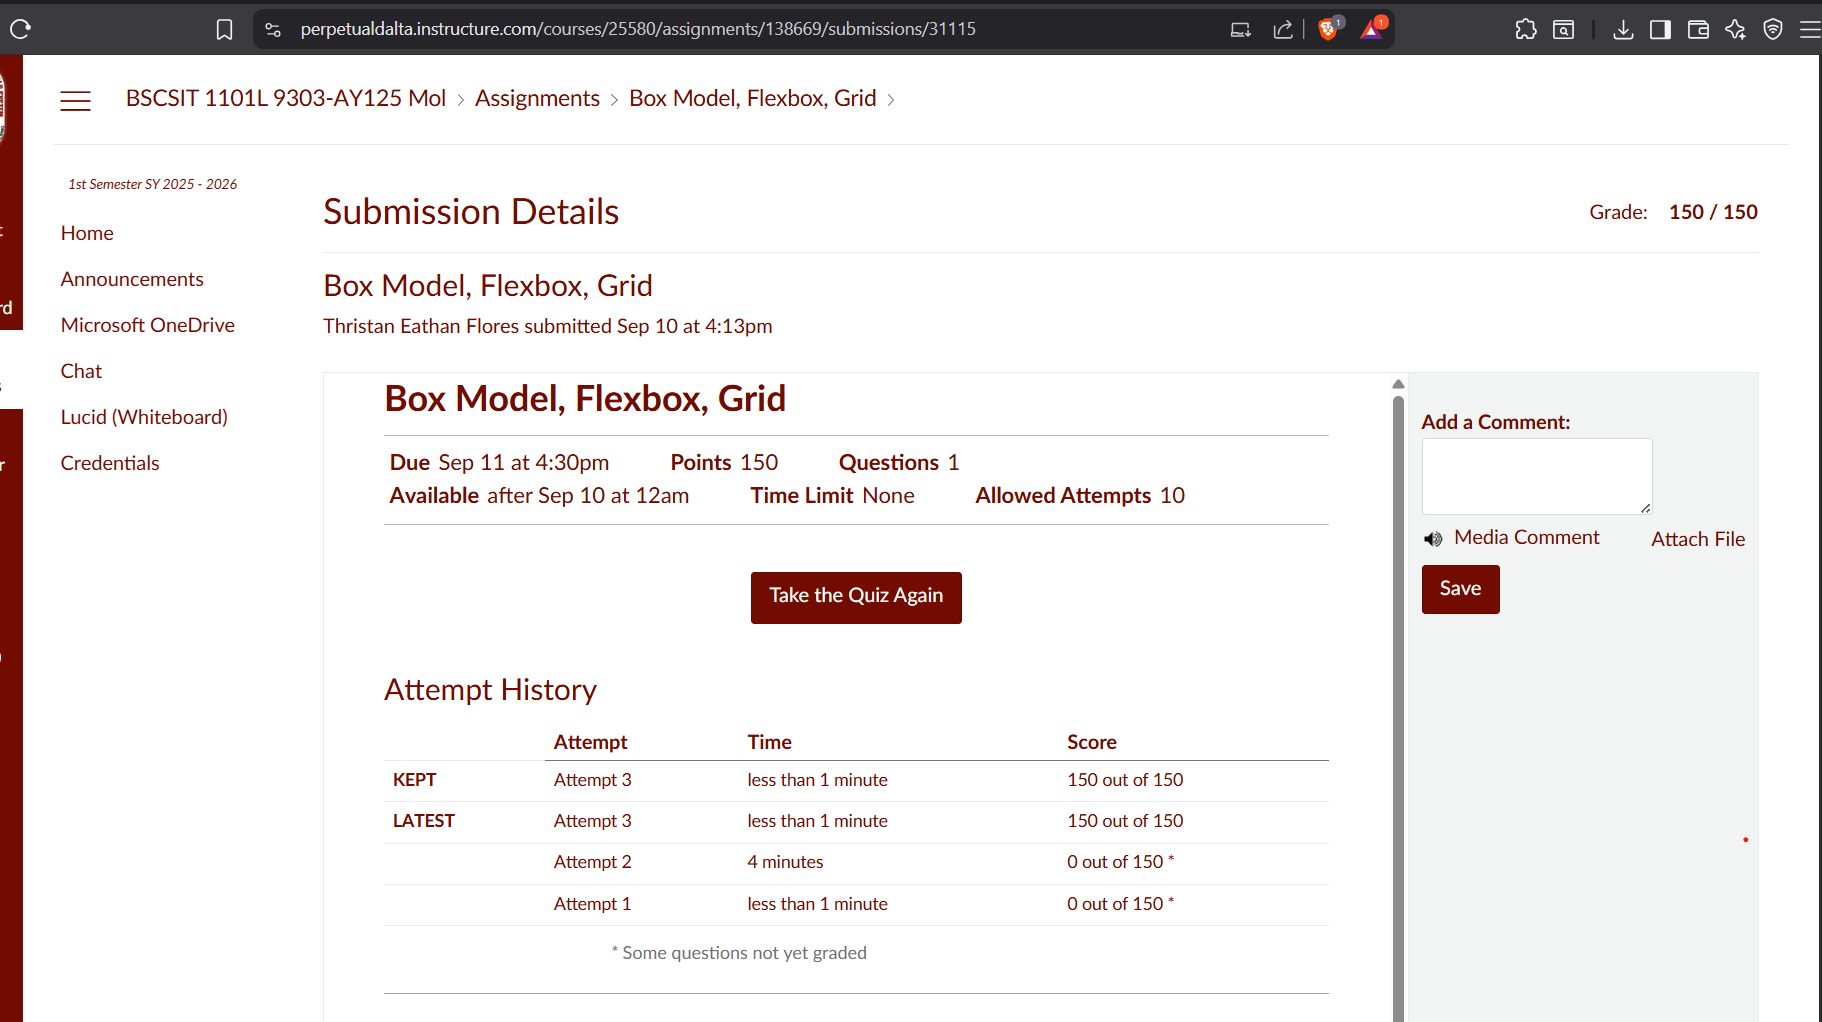 perpetualdalta.instructure.com/courses/25580/assignments/138669/submissions/31115
1
1
BSCSIT 1101L 9303-AY125 Mol > Assignments > Box Model, Flexbox, Grid >
1st Semester SY 2025 - 2026
Home
Announcements
Microsoft OneDrive
Chat
Lucid (Whiteboard)
Credentials
Submission Details
Grade: 150 / 150
Box Model, Flexbox, Grid
Thristan Eathan Flores submitted Sep 10 at 4:13pm
Box Model, Flexbox, Grid
Due Sep 11 at 4:30pm Points 150 Questions 1
Available after Sep 10 at 12am Time Limit None Allowed Attempts 10
Take the Quiz Again
Attempt History
Attempt Time Score
KEPT Attempt 3 less than 1 minute 150 out of 150
LATEST Attempt 3 less than 1 minute 150 out of 150
Attempt 2 4 minutes 0 out of 150 *
Attempt 1 less than 1 minute 0 out of 150 *
* Some questions not yet graded
Add a Comment:
Media Comment Attach File
Save